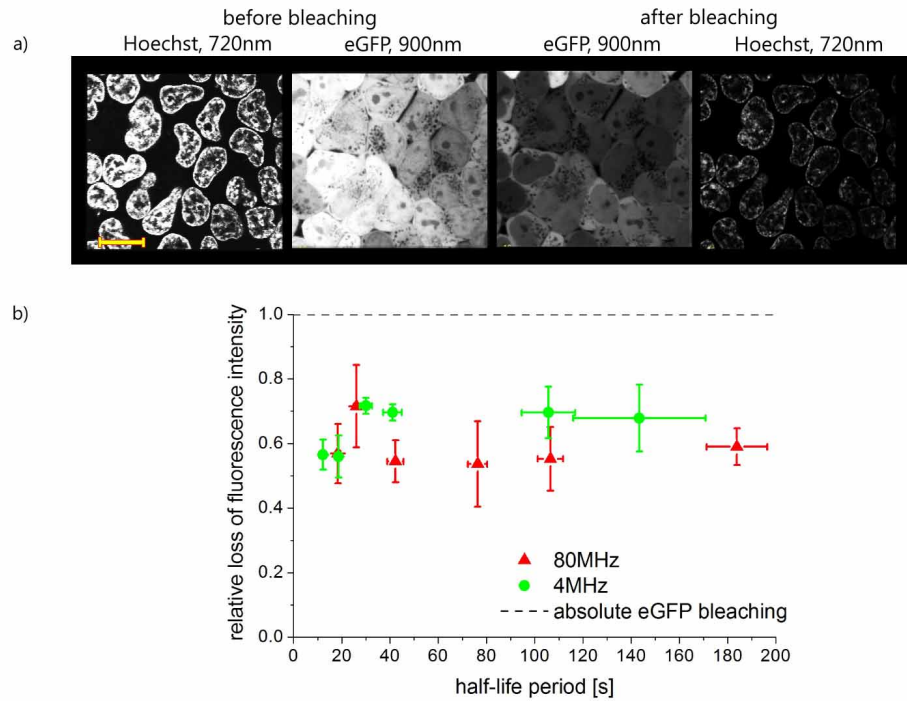 before bleaching
after bleaching
a)
Hoechst, 720nm
eGFP, 900nm
eGFP, 900nm
Hoechst, 720nm
b)
relative loss of fluorescence intensity
1.0
0.8
0.6
0.4
0.2
0.0
80MHz
4MHz
absolute eGFP bleaching
0 20 40 60 80 100 120 140 160 180 200
half-life period [s]